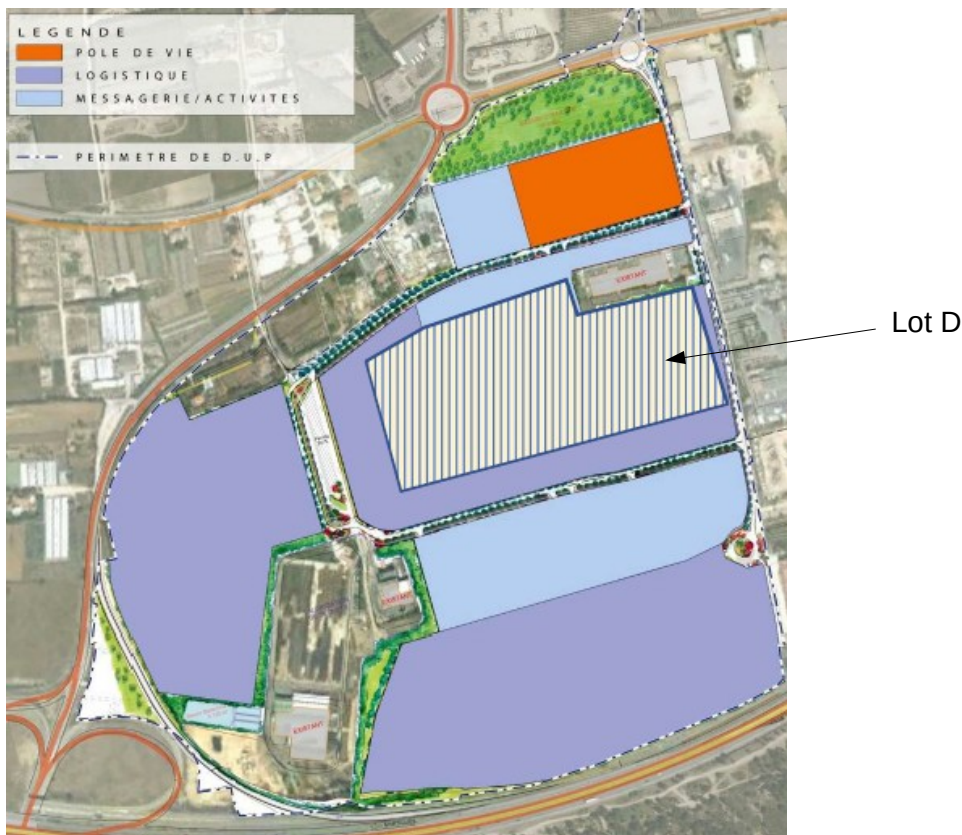 LEGENDE
POLE DE VIE
LOGISTIQUE
MESSAGERIE/ACTIVITES
PERIMETRE DE D.U.P
EXISTANT
Lot D
EXISTANT
EXISTANT